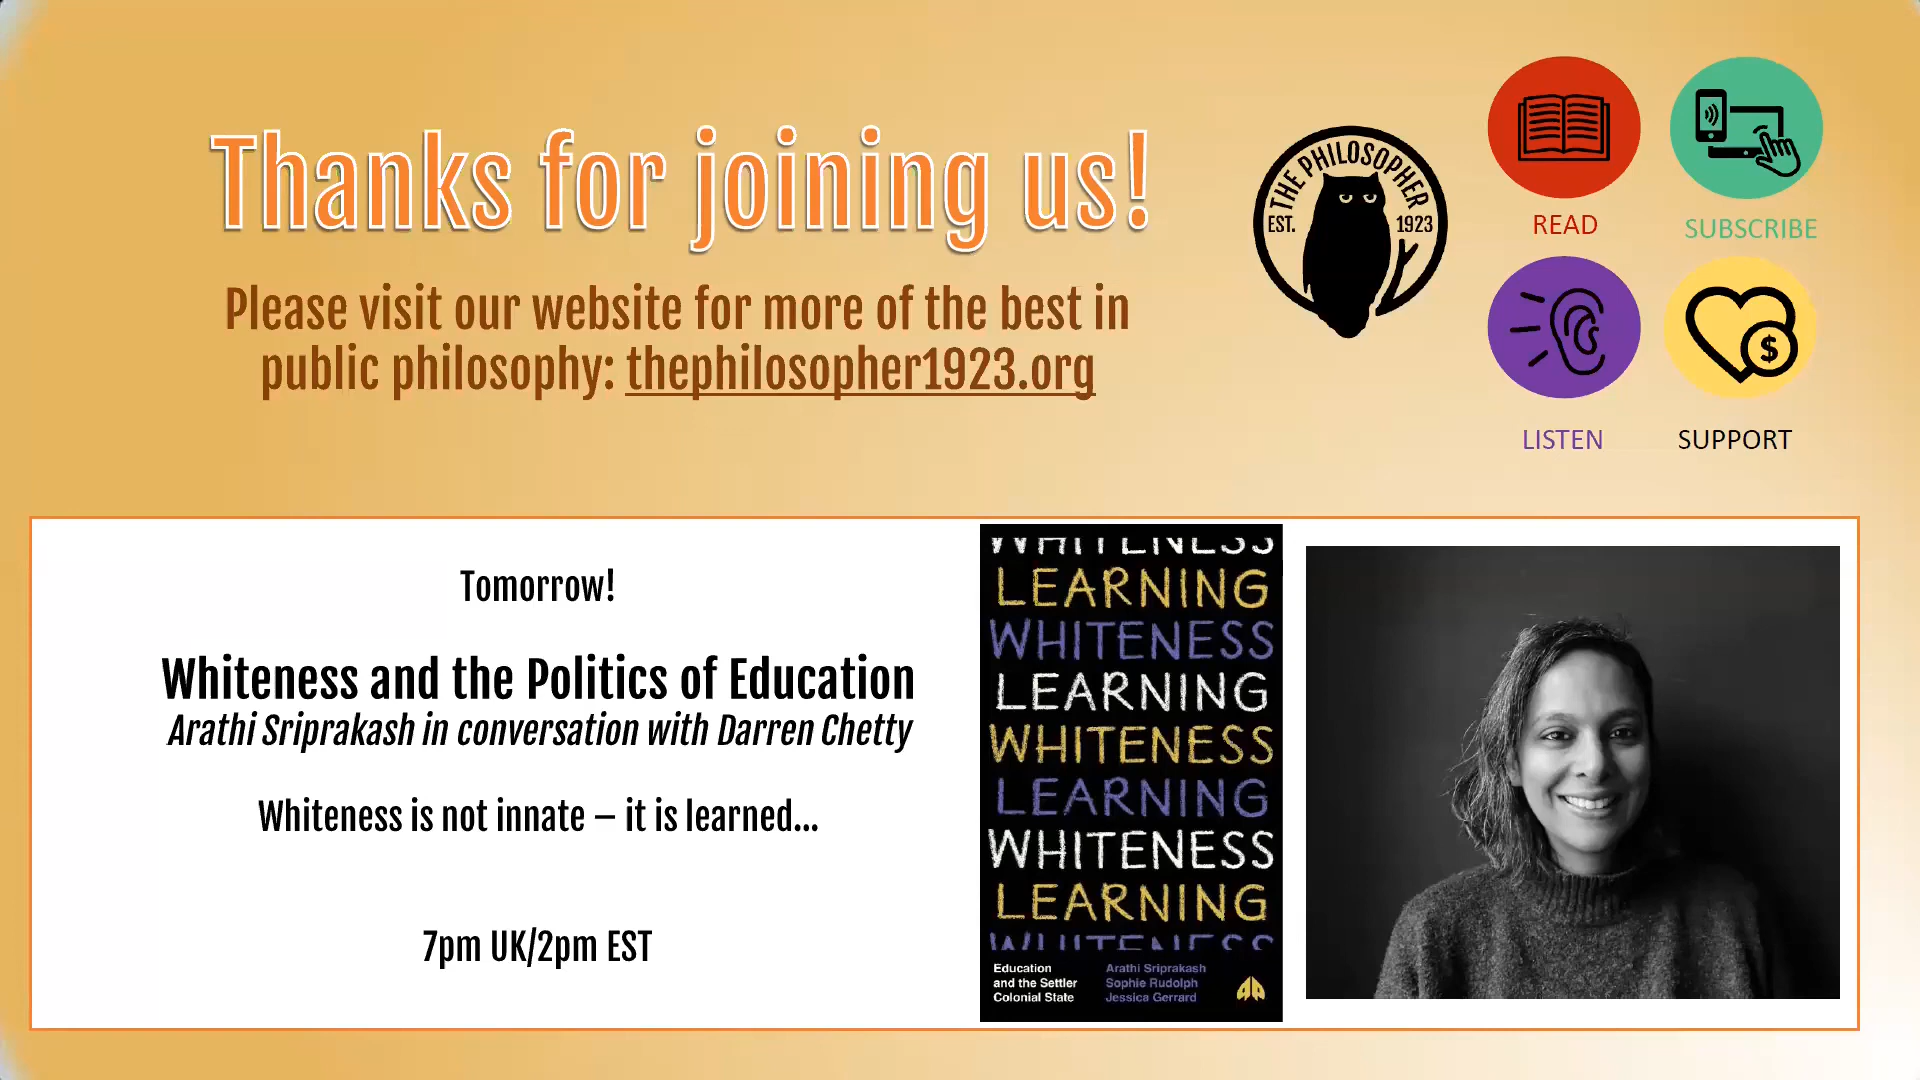 Thanks for joining us!
Please visit our website for more of the best in
public philosophy: thephilosopher1923.org
THE PHILOSOPHER
EST. 1923
READ
SUBSCRIBE
LISTEN
SUPPORT
$
Tomorrow!
Whiteness and the Politics of Education
Arathi Sriprakash in conversation with Darren Chetty
Whiteness is not innate – it is learned...
7pm UK/2pm EST
WHITENESS
LEARNING
WHITENESS
LEARNING
WHITENESS
LEARNING
WHITENESS
LEARNING
WHITENESS
Education
and the Settler
Colonial State
Arathi Sriprakash
Sophie Rudolph
Jessica Gerrard